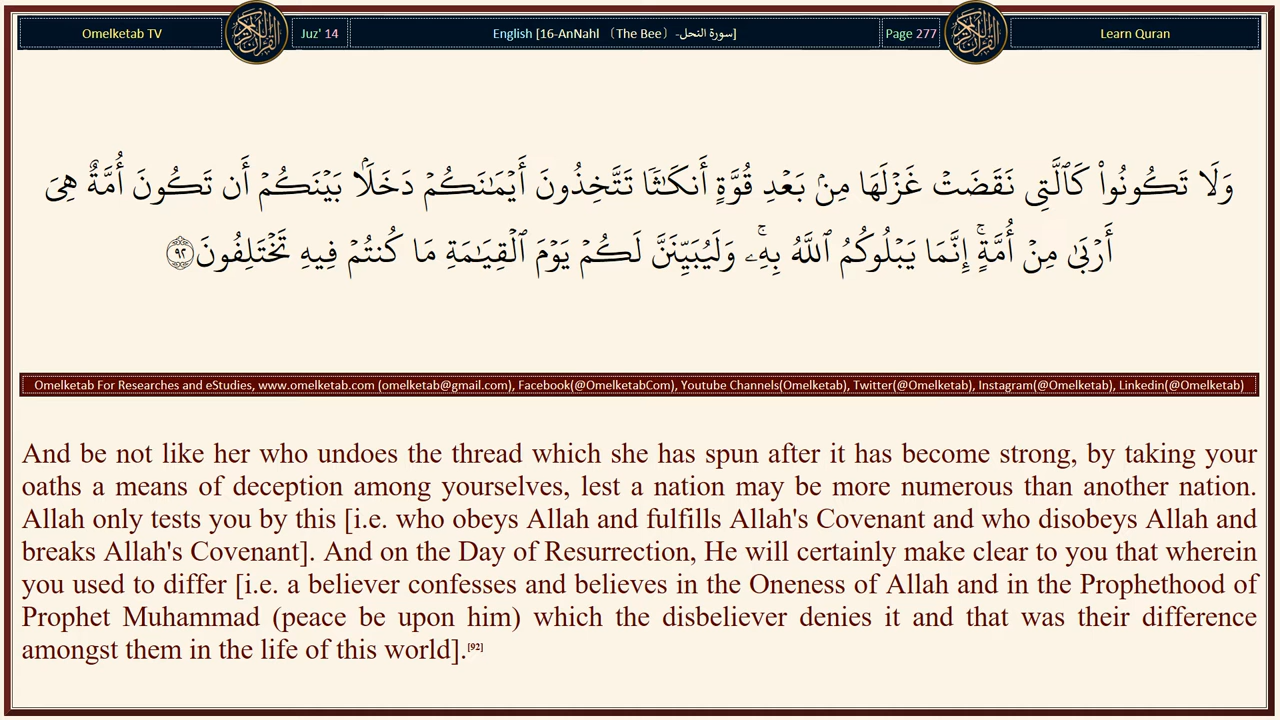 Omelketab TV
Juz' 14
English [16-AnNahl （The Bee） -سورة النحل]
Page 277
Learn Quran
وَلَا تَكُونُوا۟ كَٱلَّتِى نَقَضَتْ غَزْلَهَا مِنۢ بَعْدِ قُوَّةٍ أَنكَـٰثًا تَتَّخِذُونَ أَيْمَـٰنَكُمْ دَخَلًۢا بَيْنَكُمْ أَن تَكُونَ أُمَّةٌ هِىَ
أَرْبَىٰ مِنْ أُمَّةٍ ۚ إِنَّمَا يَبْلُوكُمُ ٱللَّهُ بِهِۦ ۚ وَلَيُبَيِّنَنَّ لَكُمْ يَوْمَ ٱلْقِيَـٰمَةِ مَا كُنتُمْ فِيهِ تَخْتَلِفُونَ ٩٢
Omelketab For Researches and eStudies, www.omelketab.com (omelketab@gmail.com), Facebook(@OmelketabCom), Youtube Channels(Omelketab), Twitter(@Omelketab), Instagram(@Omelketab), Linkedin(@Omelketab)
And be not like her who undoes the thread which she has spun after it has become strong, by taking your
oaths a means of deception among yourselves, lest a nation may be more numerous than another nation.
Allah only tests you by this [i.e. who obeys Allah and fulfills Allah's Covenant and who disobeys Allah and
breaks Allah's Covenant]. And on the Day of Resurrection, He will certainly make clear to you that wherein
you used to differ [i.e. a believer confesses and believes in the Oneness of Allah and in the Prophethood of
Prophet Muhammad (peace be upon him) which the disbeliever denies it and that was their difference
amongst them in the life of this world].[92]